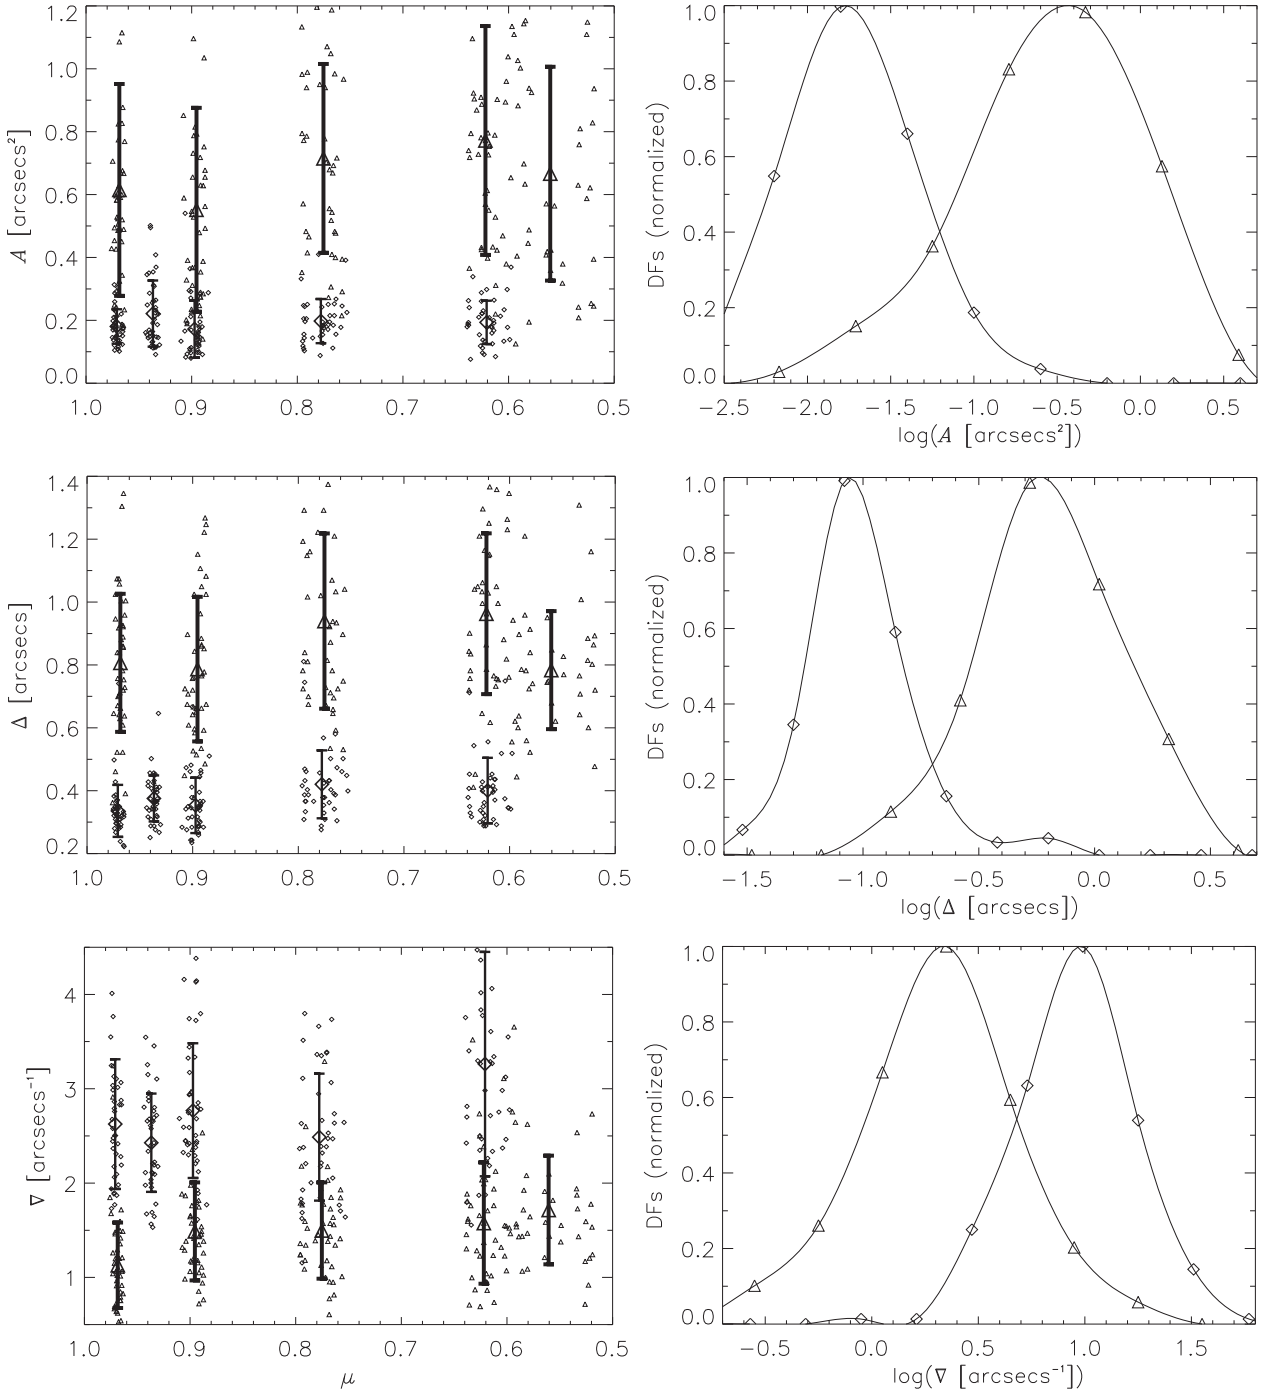 1.2
1.0
0.8
0.6
0.4
0.2
0.0
A [arcsecs²]
1.0 0.9 0.8 0.7 0.6 0.5
1.0
0.8
0.6
0.4
0.2
0.0
DFs (normalized)
−2.5 −2.0 −1.5 −1.0 −0.5 0.0 0.5
log(A [arcsecs²])
1.4
1.2
1.0
0.8
0.6
0.4
0.2
Δ [arcsecs]
1.0 0.9 0.8 0.7 0.6 0.5
1.0
0.8
0.6
0.4
0.2
0.0
DFs (normalized)
−1.5 −1.0 −0.5 0.0 0.5
log(Δ [arcsecs])
4
3
2
1
∇ [arcsecs⁻¹]
1.0 0.9 0.8 0.7 0.6 0.5
μ
1.0
0.8
0.6
0.4
0.2
0.0
DFs (normalized)
−0.5 0.0 0.5 1.0 1.5
log(∇ [arcsecs⁻¹])